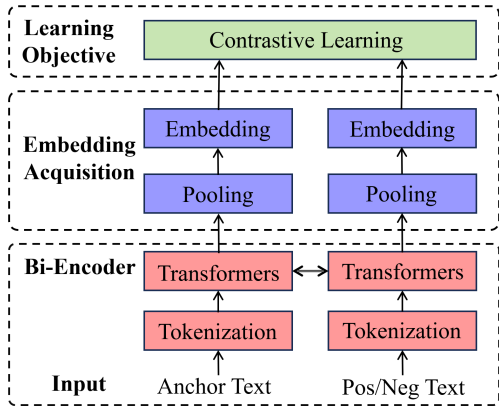 Learning
Objective
Contrastive Learning
Embedding
Acquisition
Embedding
Embedding
Pooling
Pooling
Bi-Encoder
Transformers
Transformers
Tokenization
Tokenization
Input
Anchor Text
Pos/Neg Text